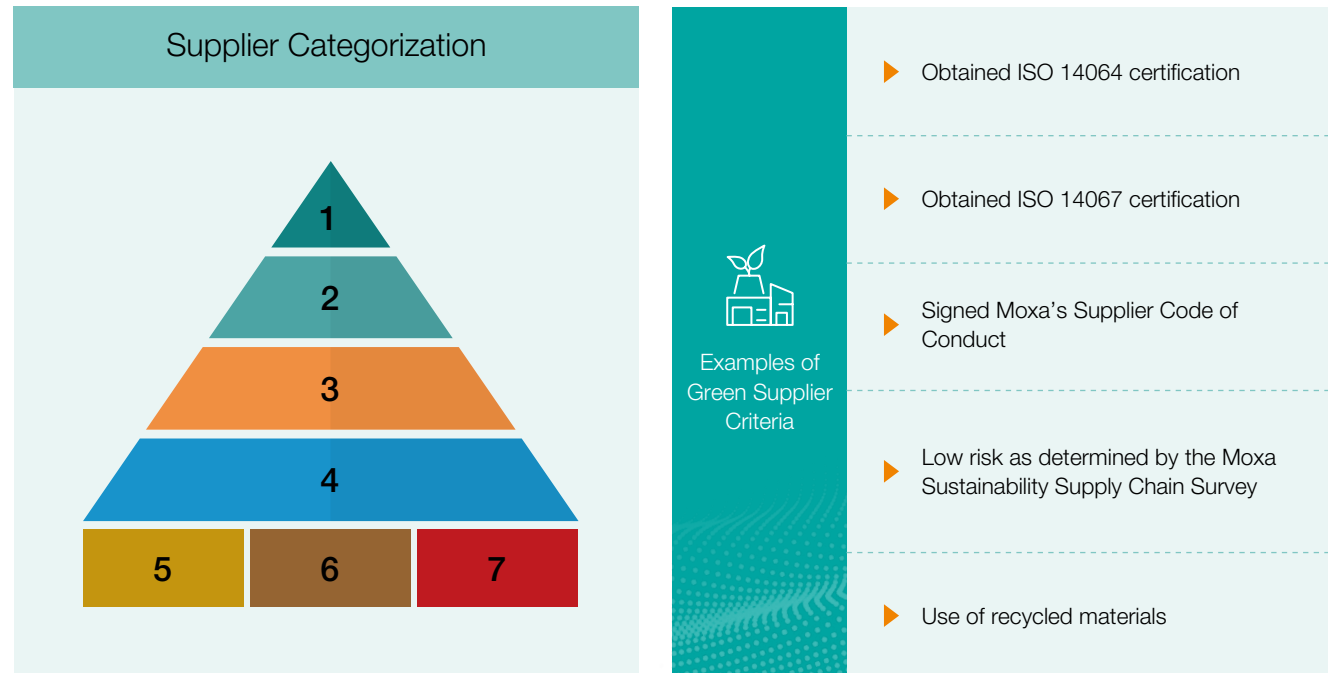 Supplier Categorization
1
2
3
4
5
6
7
Examples of
Green Supplier
Criteria
Obtained ISO 14064 certification
Obtained ISO 14067 certification
Signed Moxa’s Supplier Code of
Conduct
Low risk as determined by the Moxa
Sustainability Supply Chain Survey
Use of recycled materials